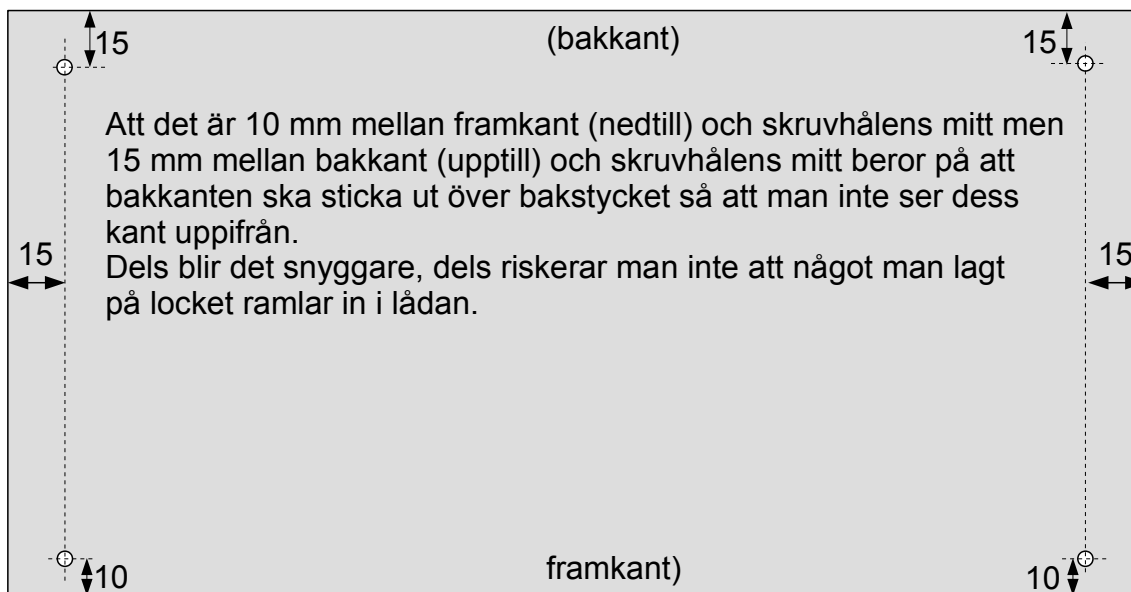 15 (bakkant) 15
Att det är 10 mm mellan framkant (nedtill) och skruvhålens mitt men
15 mm mellan bakkant (upptill) och skruvhålens mitt beror på att
bakkanten ska sticka ut över bakstycket så att man inte ser dess
kant uppifrån.
15 15
Dels blir det snyggare, dels riskerar man inte att något man lagt
på locket ramlar in i lådan.
10 framkant) 10